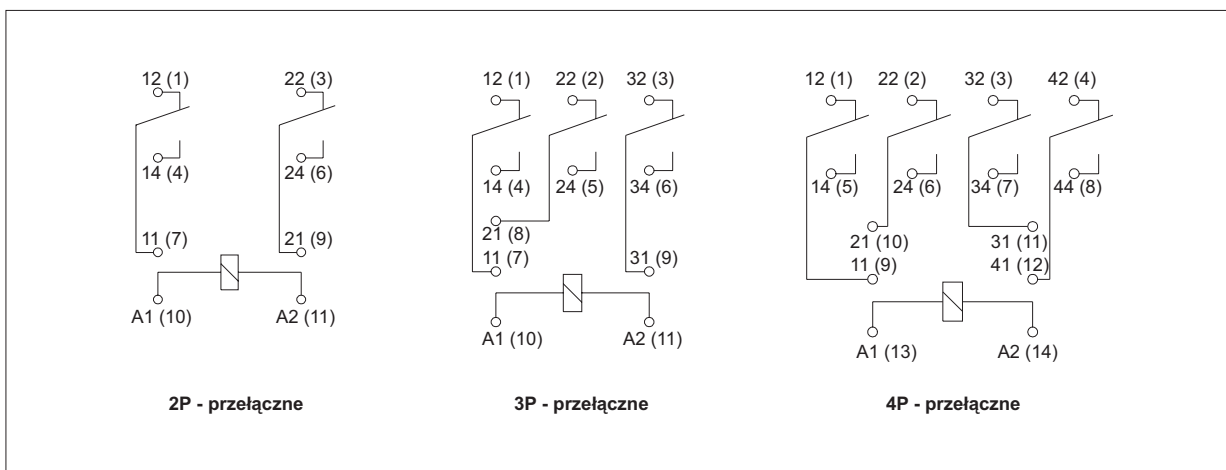 12 (1) 22 (3)
14 (4) 24 (6)
11 (7) 21 (9)
A1 (10) A2 (11)
2P - przełączne
12 (1) 22 (2) 32 (3)
14 (4) 24 (5) 34 (6)
21 (8)
11 (7) 31 (9)
A1 (10) A2 (11)
3P - przełączne
12 (1) 22 (2) 32 (3) 42 (4)
14 (5) 24 (6) 34 (7) 44 (8)
21 (10) 31 (11)
11 (9) 41 (12)
A1 (13) A2 (14)
4P - przełączne